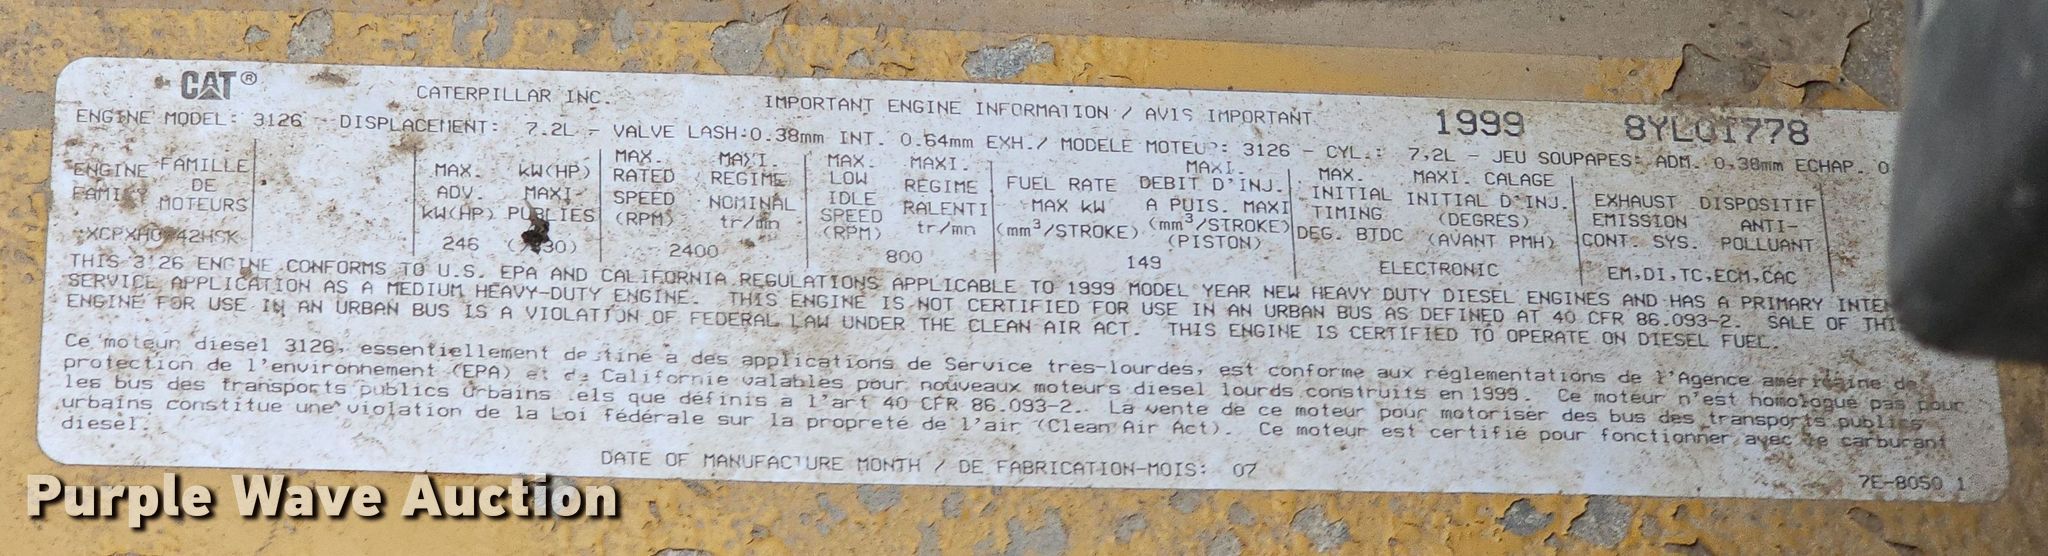 CAT®
CATERPILLAR INC.
IMPORTANT ENGINE INFORMATION / AVIS IMPORTANT
1999
ENGINE MODEL: 3126 - DISPLACEMENT: 7.2L - VALVE LASH:0.38mm INT. 0.64mm EXH./ MODELE MOTEUR: 3126 - CYL.: 7,2L - JEU SOUPAPES: ADM. 0,38mm ECHAP. 0
ENGINE FAMILY
FAMILLE DE MOTEURS
MAX. ADV. kW(HP)
kW(HP) MAXI- PUBLIES
MAX. RATED SPEED (RPM)
MAXI. REGIME NOMINAL tr/mn
MAX. LOW IDLE SPEED (RPM)
MAXI. REGIME RALENTI tr/mn
FUEL RATE MAX kW (mm³/STROKE)
MAXI. DEBIT D'INJ. A PUIS. MAXI (mm³/STROKE) (PISTON)
MAX. INITIAL TIMING DEG. BTDC
MAXI. CALAGE INITIAL D'INJ. (DEGRES) (AVANT PMH)
EXHAUST EMISSION CONT. SYS.
DISPOSITIF ANTI- POLLUANT
246
2400
800
149
ELECTRONIC
EM,DI,TC,ECM,CAC
THIS 3126 ENGINE CONFORMS TO U.S. EPA AND CALIFORNIA REGULATIONS APPLICABLE TO 1999 MODEL YEAR NEW HEAVY DUTY DIESEL ENGINES AND HAS A PRIMARY
SERVICE APPLICATION AS A MEDIUM HEAVY-DUTY ENGINE. THIS ENGINE IS NOT CERTIFIED FOR USE IN AN URBAN BUS AS DEFINED AT 40 CFR 86.093-2. SALE OF
ENGINE FOR USE IN AN URBAN BUS IS A VIOLATION OF FEDERAL LAW UNDER THE CLEAN AIR ACT. THIS ENGINE IS CERTIFIED TO OPERATE ON DIESEL FUEL.
Ce moteur diesel 3126, essentiellement destiné à des applications de Service très-lourdes, est conforme aux réglementations de l'Agence américaine de
protection de l'environnement (EPA) et de Californie valables pour nouveaux moteurs diesel lourds construits en 1999. Ce moteur n'est homologué pas pour
les bus des transports publics urbains tels que définis à l'art 40 CFR 86.093-2. La vente de ce moteur pour motoriser des bus des transports publics
urbains constitue une violation de la Loi fédérale sur la propreté de l'air (Clean Air Act). Ce moteur est certifié pour fonctionner avec le carburant
diesel.
DATE OF MANUFACTURE MONTH / DE FABRICATION-MOIS: 07
7E-8050 1
Purple Wave Auction